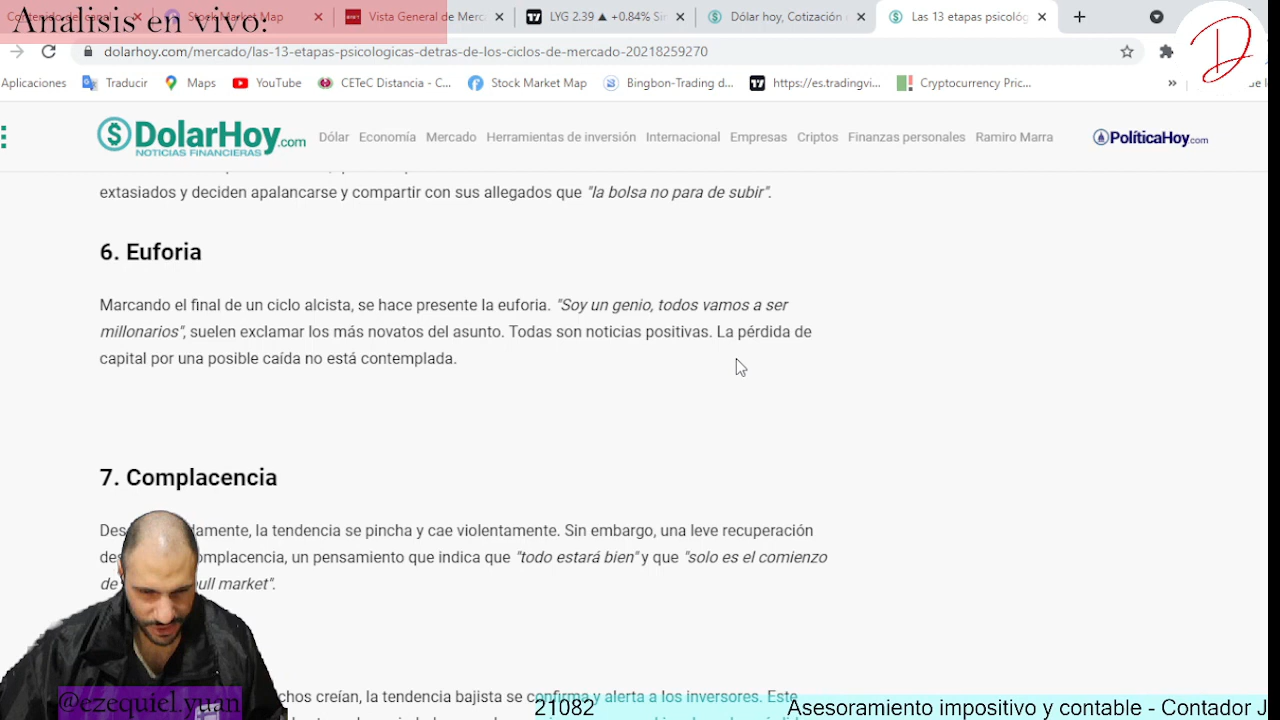 Analisis en vivo:
Stock Market Map
Vista General de Merc
LYG 2.39 ▲ +0.84% Sin
Dólar hoy, Cotización
Las 13 etapas psicológ
dolarhoy.com/mercado/las-13-etapas-psicologicas-detras-de-los-ciclos-de-mercado-20218259270
Aplicaciones
Traducir
Maps
YouTube
CETeC Distancia - C...
Stock Market Map
Bingbon-Trading d...
https://es.tradingvi...
Cryptocurrency Pric...
»
DolarHoy.com
NOTICIAS FINANCIERAS
Dólar Economía Mercado Herramientas de inversión Internacional Empresas Criptos Finanzas personales Ramiro Marra
PolíticaHoy.com
extasiados y deciden apalancarse y compartir con sus allegados que "la bolsa no para de subir".
6. Euforia
Marcando el final de un ciclo alcista, se hace presente la euforia. "Soy un genio, todos vamos a ser
millonarios", suelen exclamar los más novatos del asunto. Todas son noticias positivas. La pérdida de
capital por una posible caída no está contemplada.
7. Complacencia
damente, la tendencia se pincha y cae violentamente. Sin embargo, una leve recuperación
omplacencia, un pensamiento que indica que "todo estará bien" y que "solo es el comienzo
de bull market".
chos creían, la tendencia bajista se confirma y alerta a los inversores. Este
@ezequiel.yuan
21082
Asesoramiento impositivo y contable - Contador J